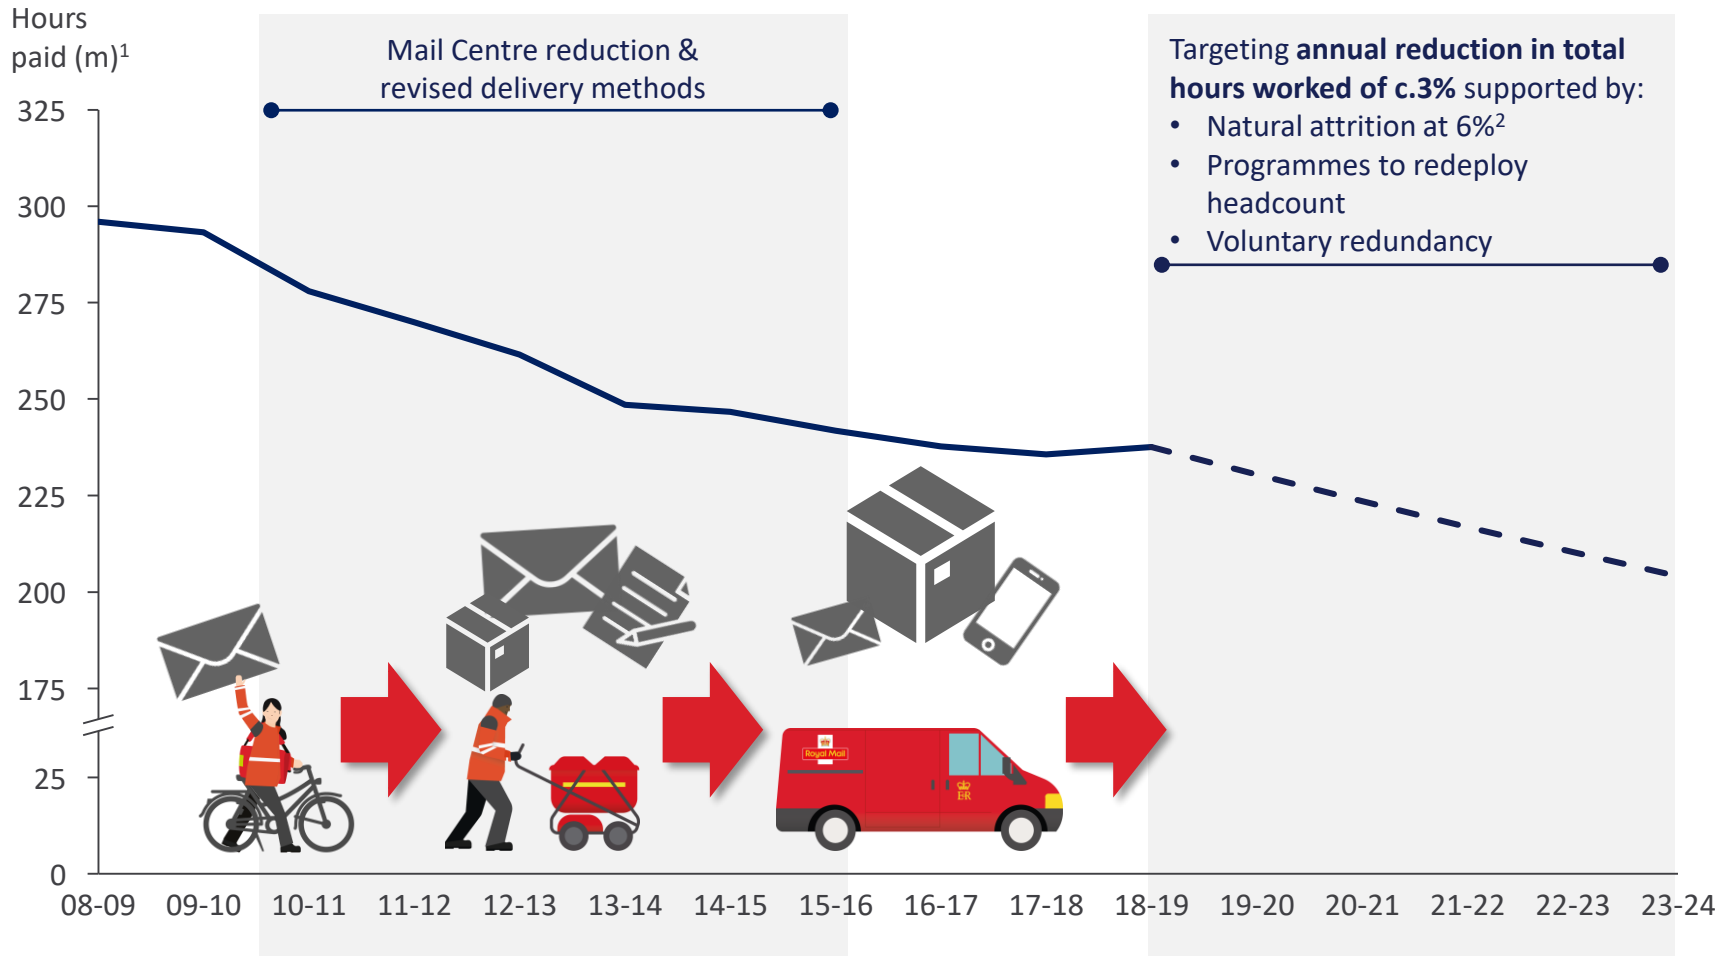 Hours
paid (m)1
Mail Centre reduction &
revised delivery methods
Targeting annual reduction in total
hours worked of c.3% supported by:
• Natural attrition at 6%2
• Programmes to redeploy
headcount
• Voluntary redundancy
325
300
275
250
225
200
175
25
0
Royal Mail
E R
08-09 09-10 10-11 11-12 12-13 13-14 14-15 15-16 16-17 17-18 18-19 19-20 20-21 21-22 22-23 23-24